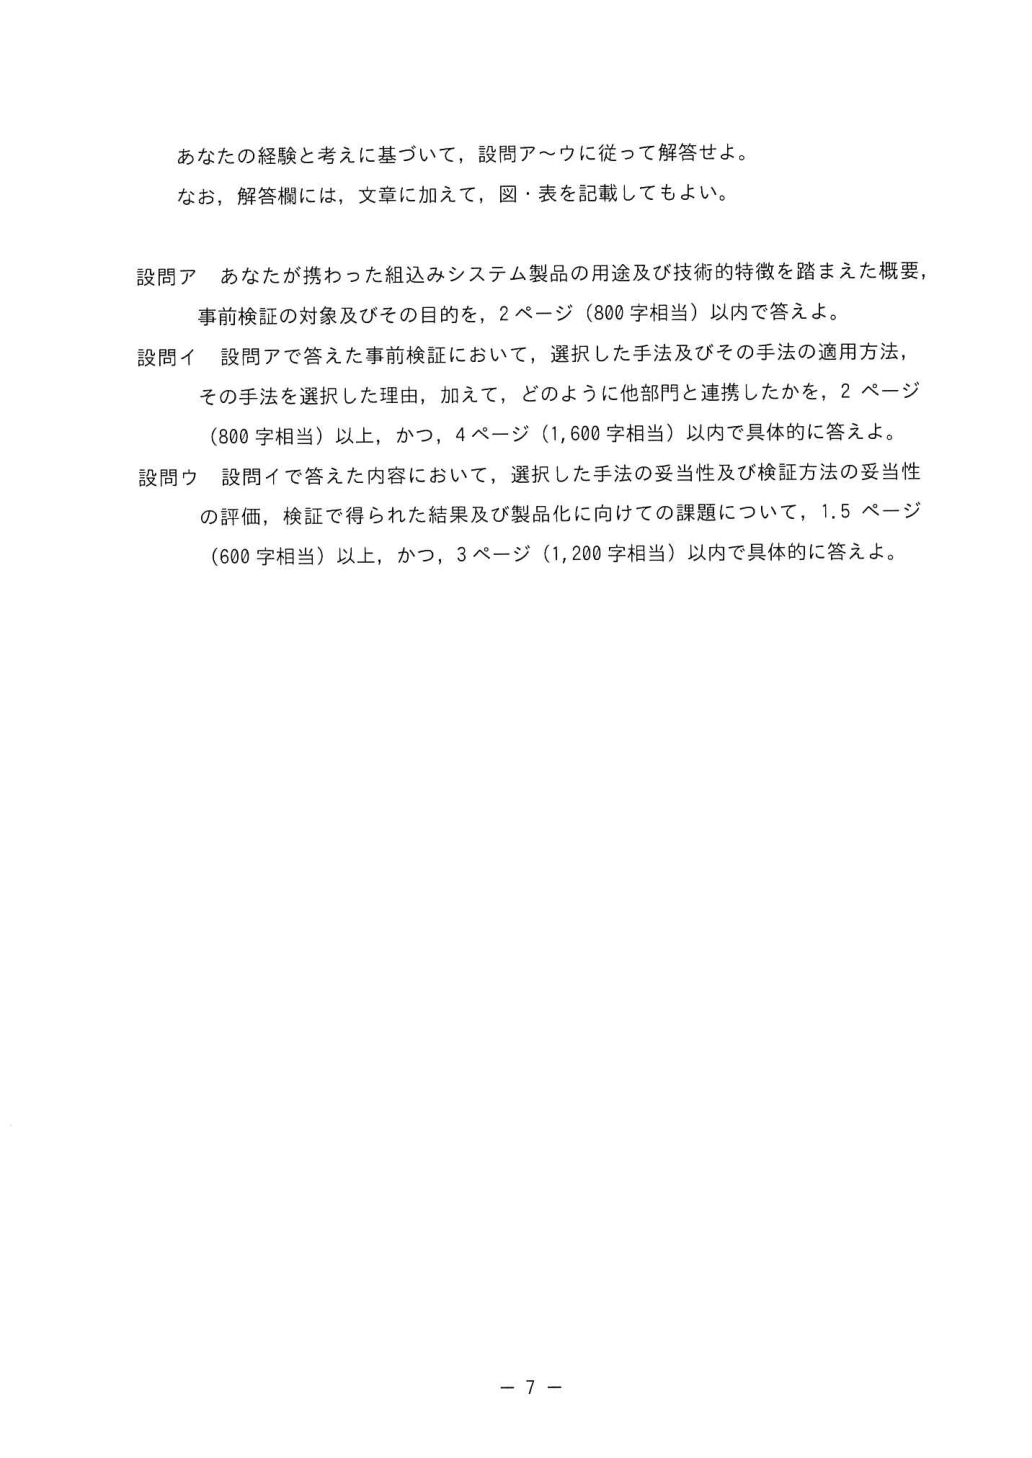 あなたの経験と考えに基づいて，設問ア～ウに従って解答せよ。
なお，解答欄には，文章に加えて，図・表を記載してもよい。
設問ア　あなたが携わった組込みシステム製品の用途及び技術的特徴を踏まえた概要，
事前検証の対象及びその目的を，2 ページ（800 字相当）以内で答えよ。
設問イ　設問アで答えた事前検証において，選択した手法及びその手法の適用方法，
その手法を選択した理由，加えて，どのように他部門と連携したかを，2 ページ
（800 字相当）以上，かつ，4 ページ（1,600 字相当）以内で具体的に答えよ。
設問ウ　設問イで答えた内容において，選択した手法の妥当性及び検証方法の妥当性
の評価，検証で得られた結果及び製品化に向けての課題について，1.5 ページ
（600 字相当）以上，かつ，3 ページ（1,200 字相当）以内で具体的に答えよ。
－ 7 －